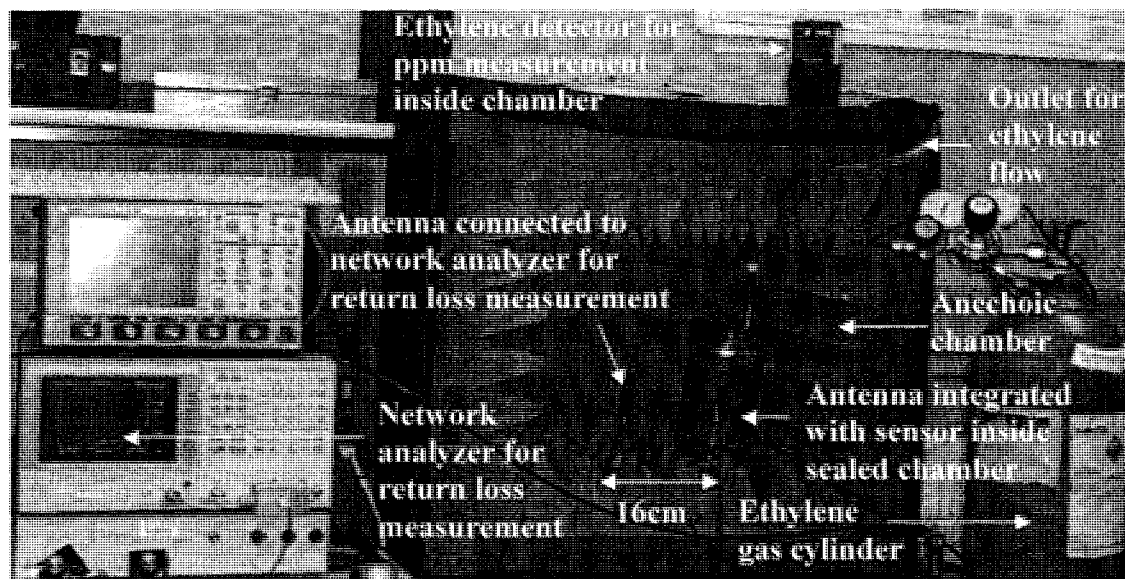 Ethylene detector for
ppm measurement
inside chamber
Outlet for
ethylene
flow
Antenna connected to
network analyzer for
return loss measurement
Anechoic
chamber
Antenna integrated
with sensor inside
sealed chamber
Network
analyzer for
return loss
measurement
16cm
Ethylene
gas cylinder